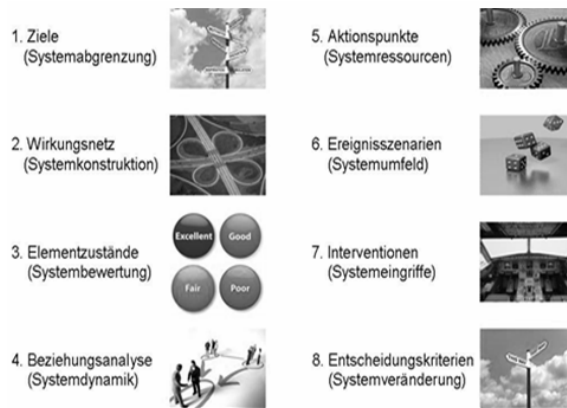 1. Ziele
(Systemabgrenzung)
2. Wirkungsnetz
(Systemkonstruktion)
3. Elementzustände
(Systembewertung)
Excellent
Good
Fair
Poor
4. Beziehungsanalyse
(Systemdynamik)
5. Aktionspunkte
(Systemressourcen)
6. Ereignisszenarien
(Systemumfeld)
7. Interventionen
(Systemeingriffe)
8. Entscheidungskriterien
(Systemveränderung)